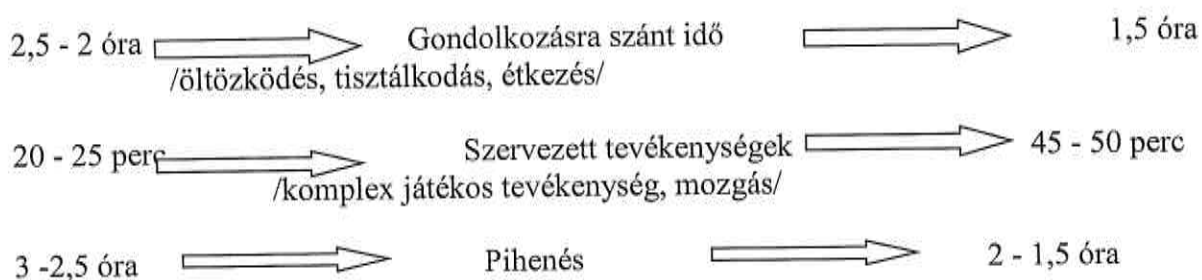 2,5 - 2 óra Gondolkozásra szánt idő 1,5 óra
/öltözködés, tisztálkodás, étkezés/
20 - 25 perc Szervezett tevékenységek 45 - 50 perc
/komplex játékos tevékenység, mozgás/
3 -2,5 óra Pihenés 2 - 1,5 óra